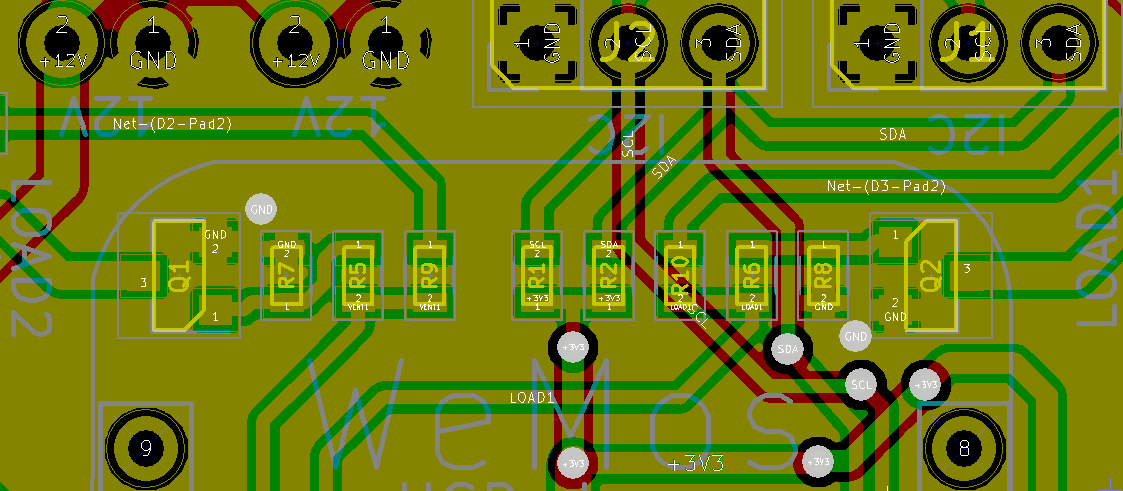 2 1 2 1 1 2 3 1 2 3
+12V GND +12V GND GND J2 SCL SDA GND J1 SCL SDA
12V 12V I2C I2C
Net-(D2-Pad2) SCL SDA
SDA
Net-(D3-Pad2)
LOAD2 GND LOAD1
GND 2 GND 2 1 1 SCL 2 SDA 2 1 1 L 1
3 Q1 R7 R5 R9 R1 R2 R10 R6 R8 Q2 3
1 L 2 VENT1 2 VENT1 +3V3 1 +3V3 1 2 LOAD1 2 LOAD1 2 GND 2 GND
SCL
+3V3 SDA GND
SCL +3V3
LOAD1
WeMos
9 8
+3V3 +3V3 +3V3